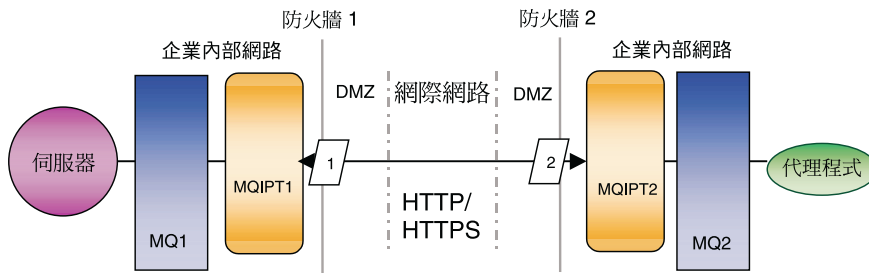 防火牆 1
防火牆 2
企業內部網路
企業內部網路
DMZ
網際網路
DMZ
伺服器
MQIPT1
1
2
MQIPT2
代理程式
HTTP/
HTTPS
MQ1
MQ2